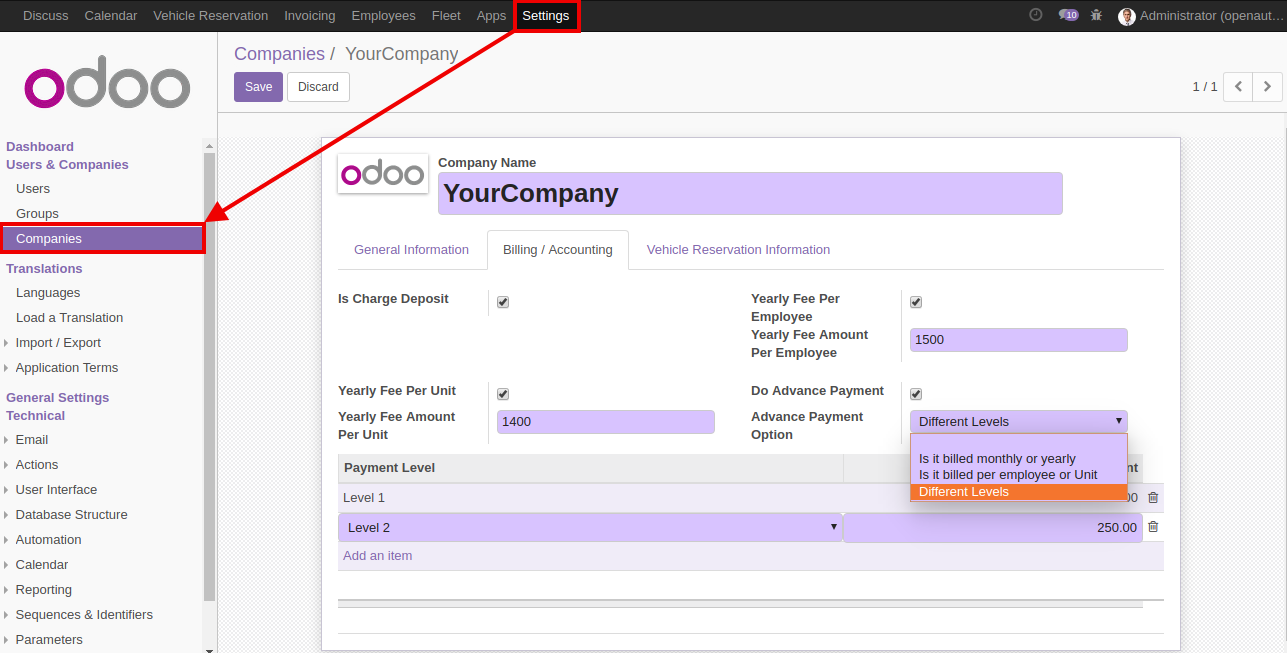 Discuss Calendar Vehicle Reservation Invoicing Employees Fleet Apps Settings 10 Administrator (openaut...
odoo
Companies / YourCompany
Save Discard 1 / 1
Dashboard
Users & Companies
Users
Groups
Companies
Translations
Languages
Load a Translation
Import / Export
Application Terms
General Settings
Technical
Email
Actions
User Interface
Database Structure
Automation
Calendar
Reporting
Sequences & Identifiers
Parameters
odoo
Company Name
YourCompany
General Information Billing / Accounting Vehicle Reservation Information
Is Charge Deposit
Yearly Fee Per
Employee
Yearly Fee Amount
Per Employee
1500
Yearly Fee Per Unit
Yearly Fee Amount
Per Unit
1400
Do Advance Payment
Advance Payment
Option
Different Levels
Is it billed monthly or yearly
Is it billed per employee or Unit
Different Levels
Payment Level
Level 1
Level 2 250.00
Add an item